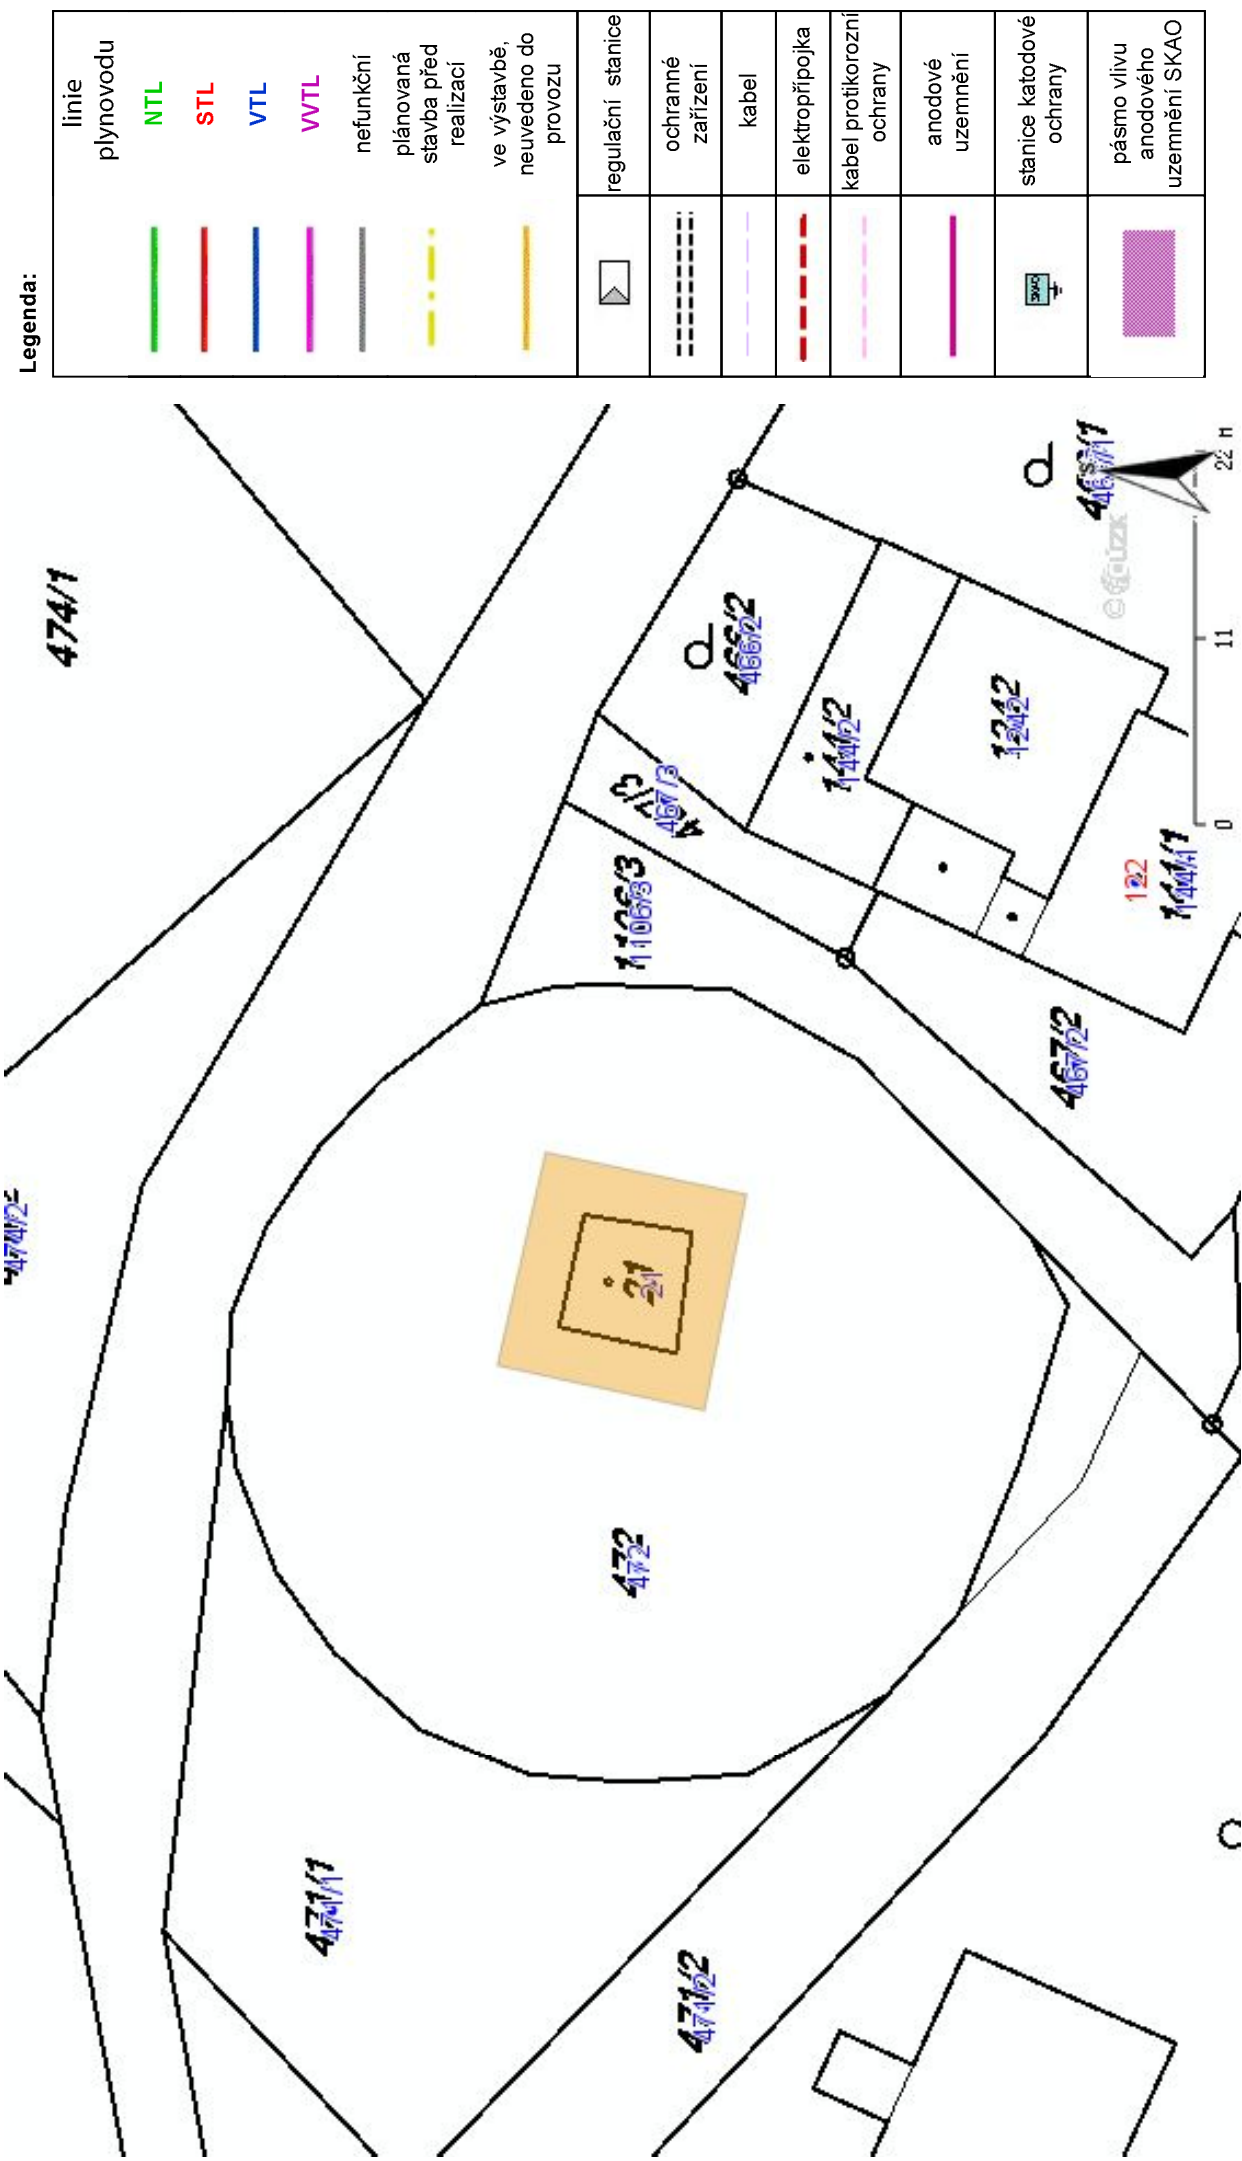 Legenda:
linie
plynovodu
NTL
STL
VTL
VVTL
nefunkční
plánovaná
stavba před
realizací
ve výstavbě,
neuvedeno do
provozu
regulační stanice
ochranné
zařízení
kabel
elektropřípojka
kabel protikorozní
ochrany
anodové
uzemnění
SKAO
stanice katodové
ochrany
pásmo vlivu
anodového
uzemnění SKAO
474/1
474/2
474/2
466/2
466/2
467/3
467/3
1106/3
1106/3
144/2
144/2
1242
1242
122
144/1
144/1
467/2
467/2
21
21
472
472
471/1
471/1
471/2
471/2
S
© ČÚZK
0
11
22 m